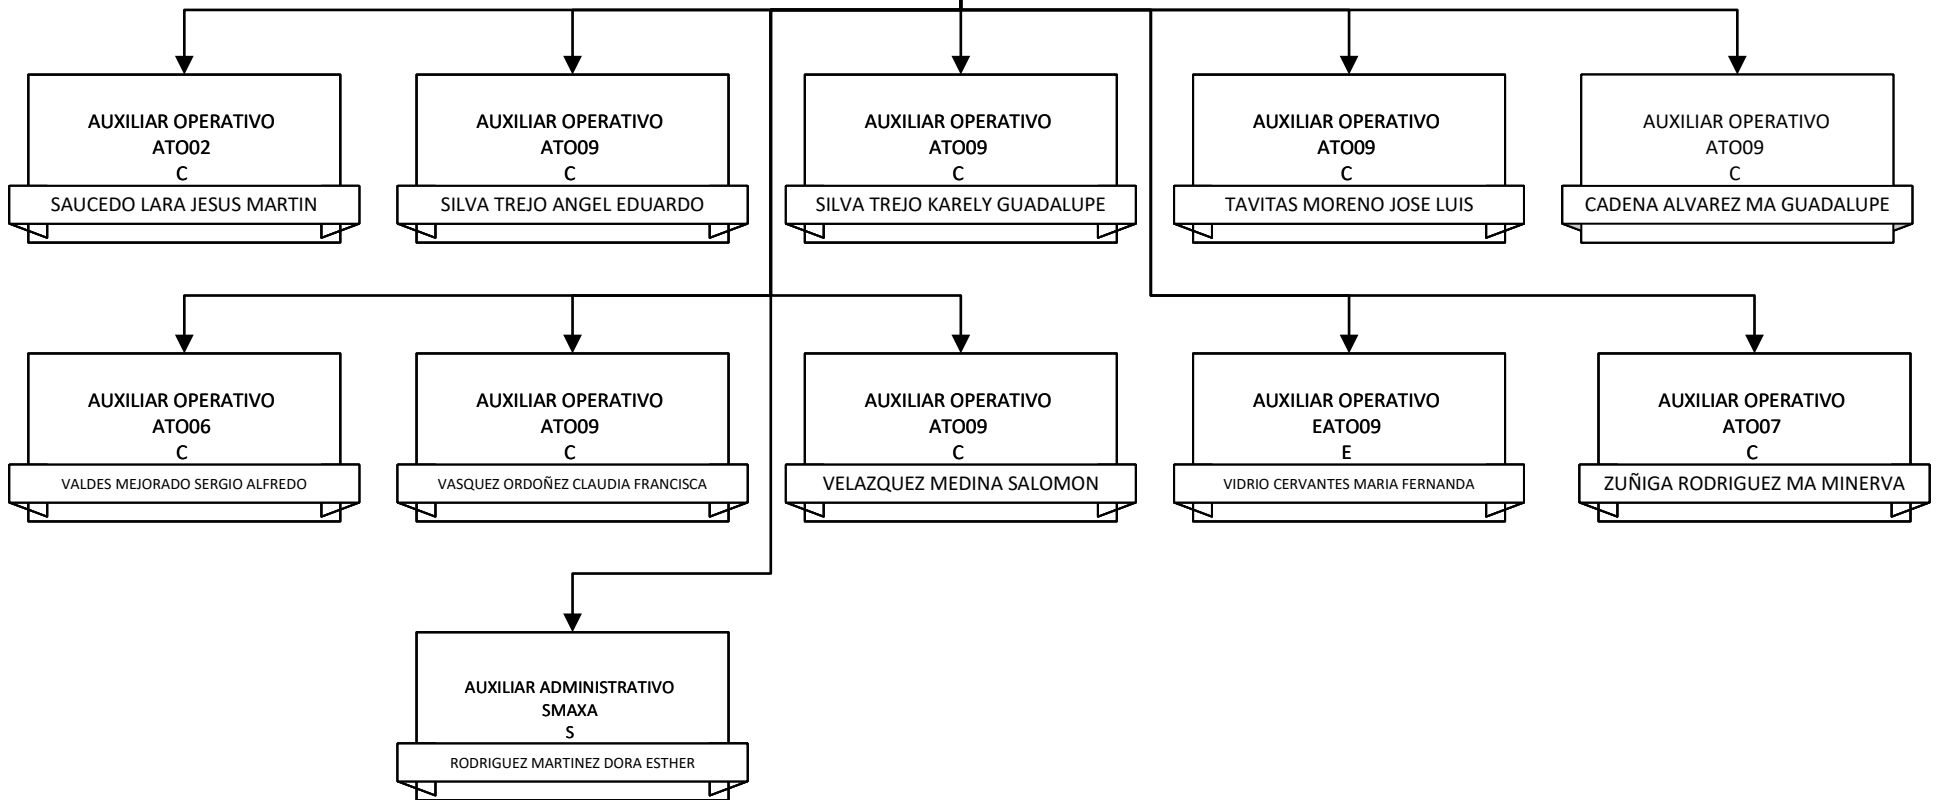 AUXILIAR OPERATIVO
ATO02
C
SAUCEDO LARA JESUS MARTIN
AUXILIAR OPERATIVO
ATO09
C
SILVA TREJO ANGEL EDUARDO
AUXILIAR OPERATIVO
ATO09
C
SILVA TREJO KARELY GUADALUPE
AUXILIAR OPERATIVO
ATO09
C
TAVITAS MORENO JOSE LUIS
AUXILIAR OPERATIVO
ATO09
C
CADENA ALVAREZ MA GUADALUPE
AUXILIAR OPERATIVO
ATO06
C
VALDES MEJORADO SERGIO ALFREDO
AUXILIAR OPERATIVO
ATO09
C
VASQUEZ ORDOÑEZ CLAUDIA FRANCISCA
AUXILIAR OPERATIVO
ATO09
C
VELAZQUEZ MEDINA SALOMON
AUXILIAR OPERATIVO
EATO09
E
VIDRIO CERVANTES MARIA FERNANDA
AUXILIAR OPERATIVO
ATO07
C
ZUÑIGA RODRIGUEZ MA MINERVA
AUXILIAR ADMINISTRATIVO
SMAXA
S
RODRIGUEZ MARTINEZ DORA ESTHER